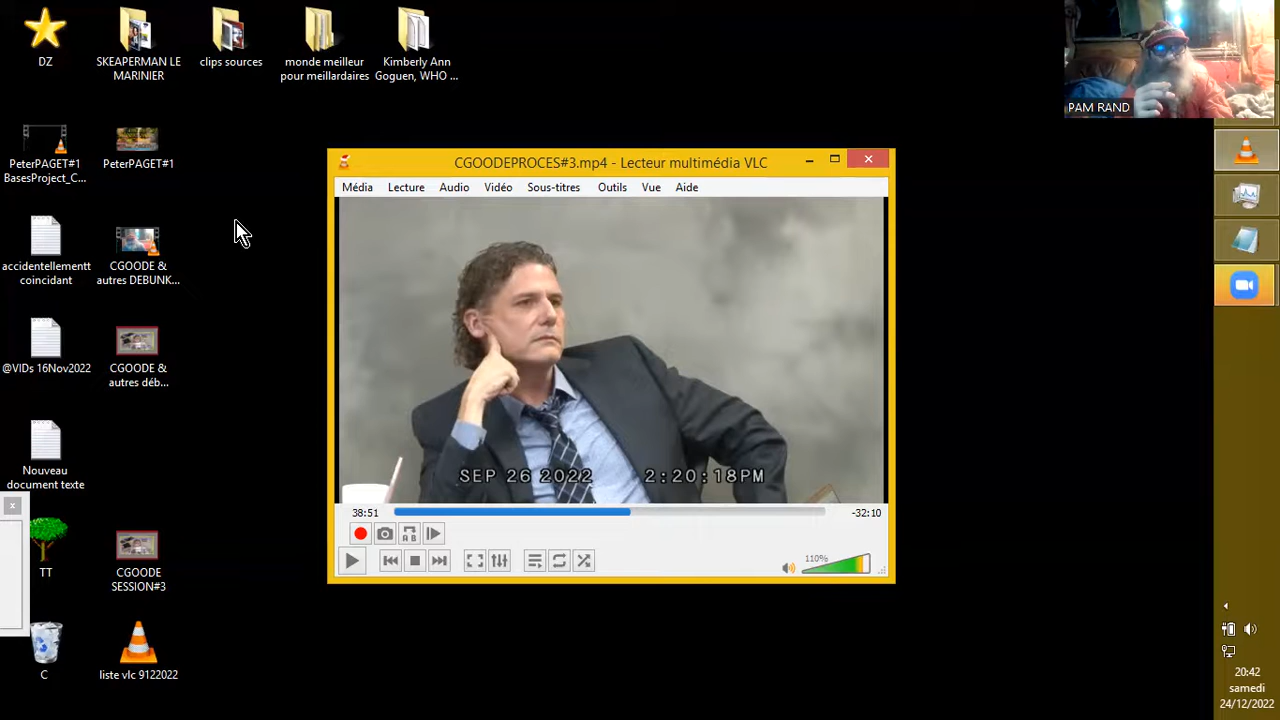 DZ
SKEAPERMAN LE
MARINIER
clips sources
monde meilleur
pour meillardaires
Kimberly Ann
Goguen, WHO ...
PAM RAND
PeterPAGET#1
BasesProject_C...
PeterPAGET#1
CGOODEPROCES#3.mp4 - Lecteur multimédia VLC
Média Lecture Audio Vidéo Sous-titres Outils Vue Aide
accidentellementt
coincidant
CGOODE &
autres DEBUNK...
@VIDs 16Nov2022
CGOODE &
autres déb...
Nouveau
document texte
SEP 26 2022 2:20:18PM
38:51
-32:10
A B
110%
x
TT
CGOODE
SESSION#3
C
liste vlc 9122022
20:42
samedi
24/12/2022